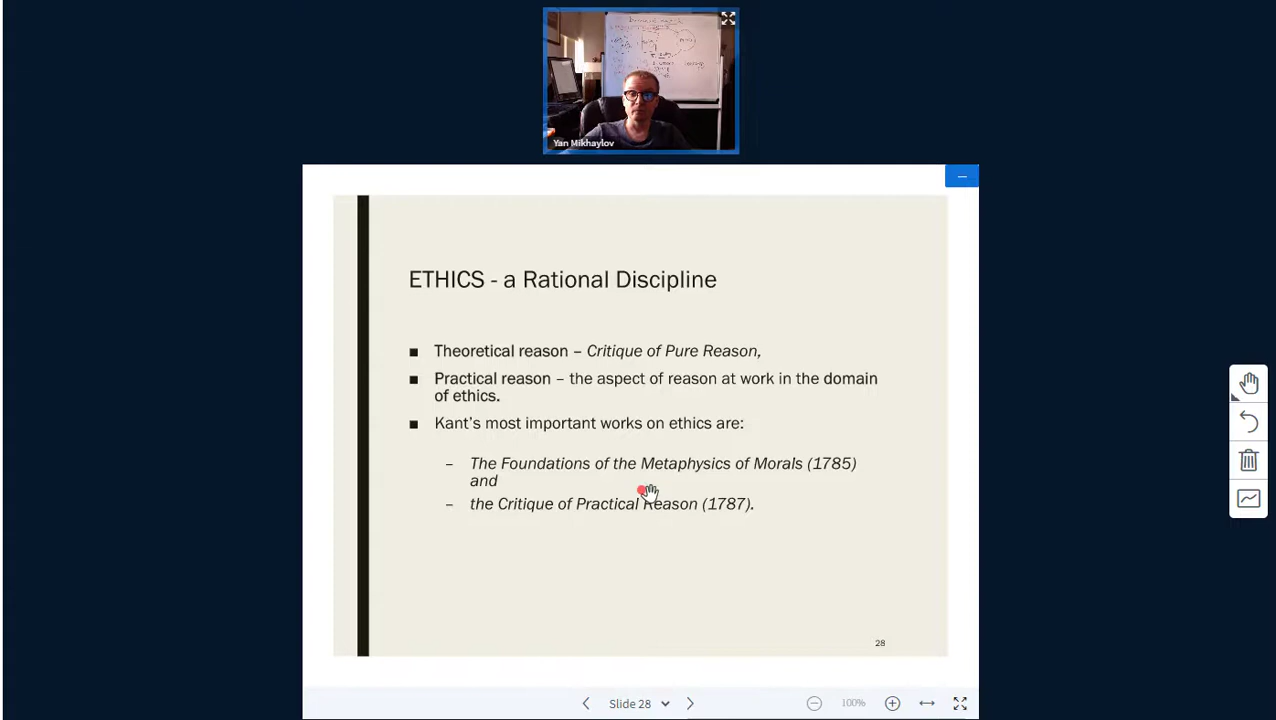 Yan Mikhaylov
ETHICS - a Rational Discipline
■ Theoretical reason – Critique of Pure Reason,
■ Practical reason – the aspect of reason at work in the domain
of ethics.
■ Kant's most important works on ethics are:
– The Foundations of the Metaphysics of Morals (1785)
and
– the Critique of Practical Reason (1787).
28
Slide 28
100%